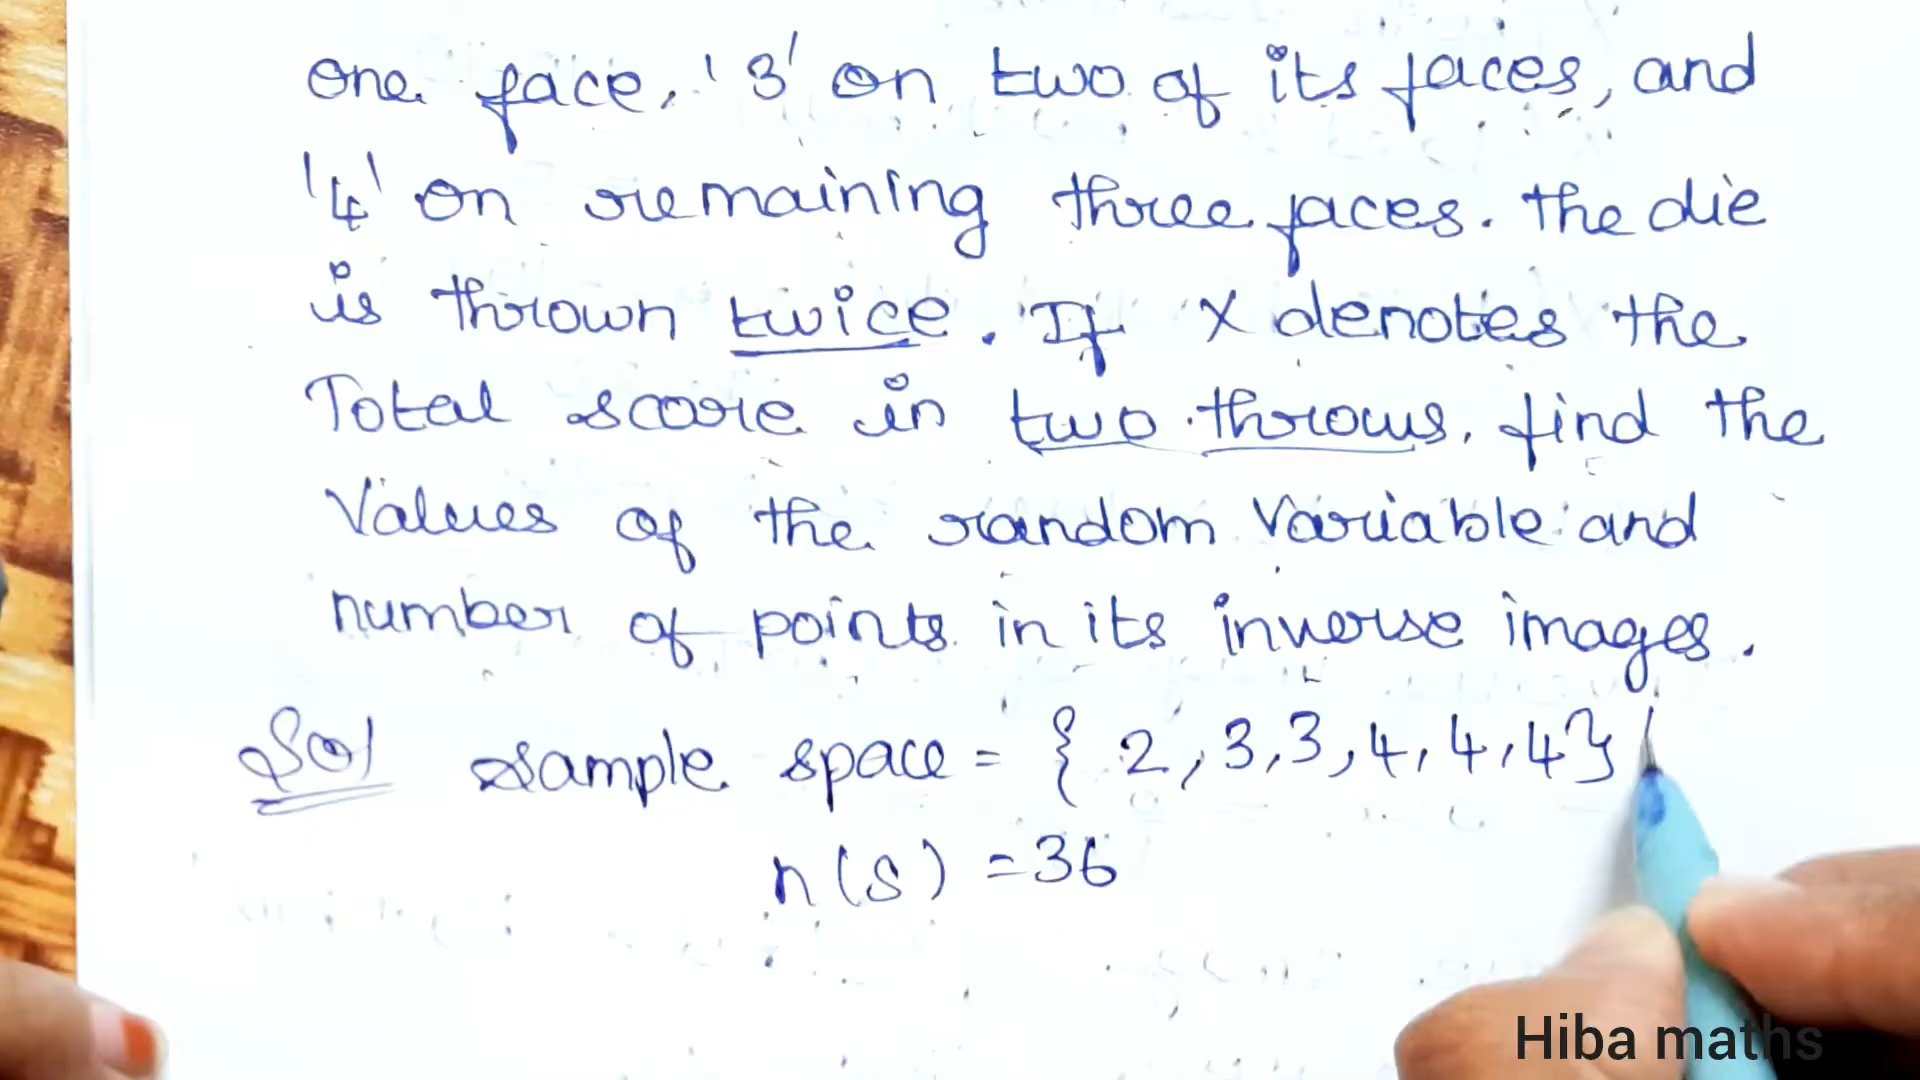 one face, '3' on two of its faces, and
'4' on remaining three faces. The die
is thrown twice. If X denotes the
Total score in two throws, find the
Values of the random Variable and
number of points in its inverse images.
Sol Sample space = { 2, 3, 3, 4, 4, 4}
n(s) = 36
Hiba maths